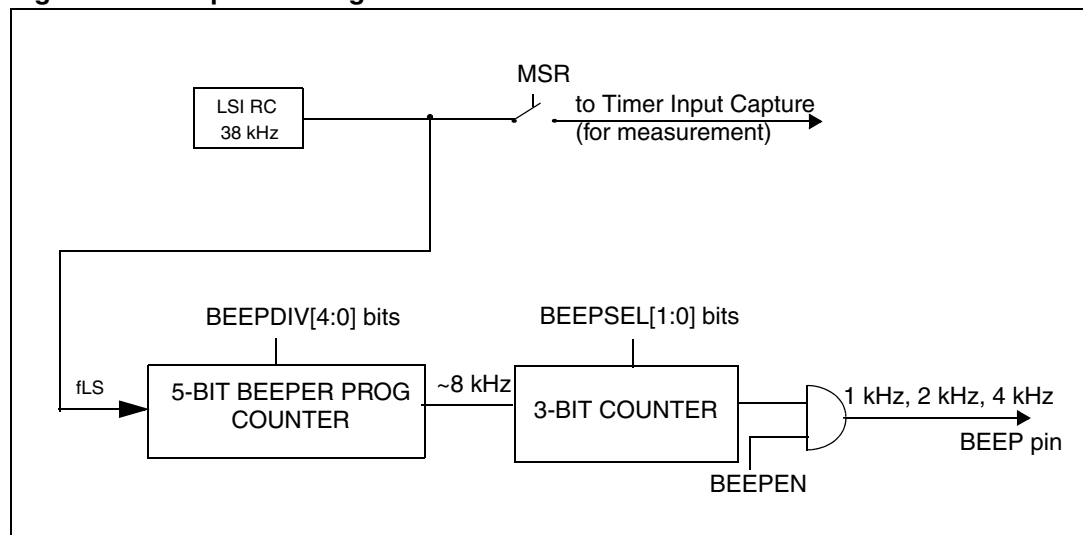 MSR
LSI RC
38 kHz
to Timer Input Capture
(for measurement)
BEEPDIV[4:0] bits
BEEPSEL[1:0] bits
fLS
5-BIT BEEPER PROG
COUNTER
~8 kHz
3-BIT COUNTER
1 kHz, 2 kHz, 4 kHz
BEEP pin
BEEPEN